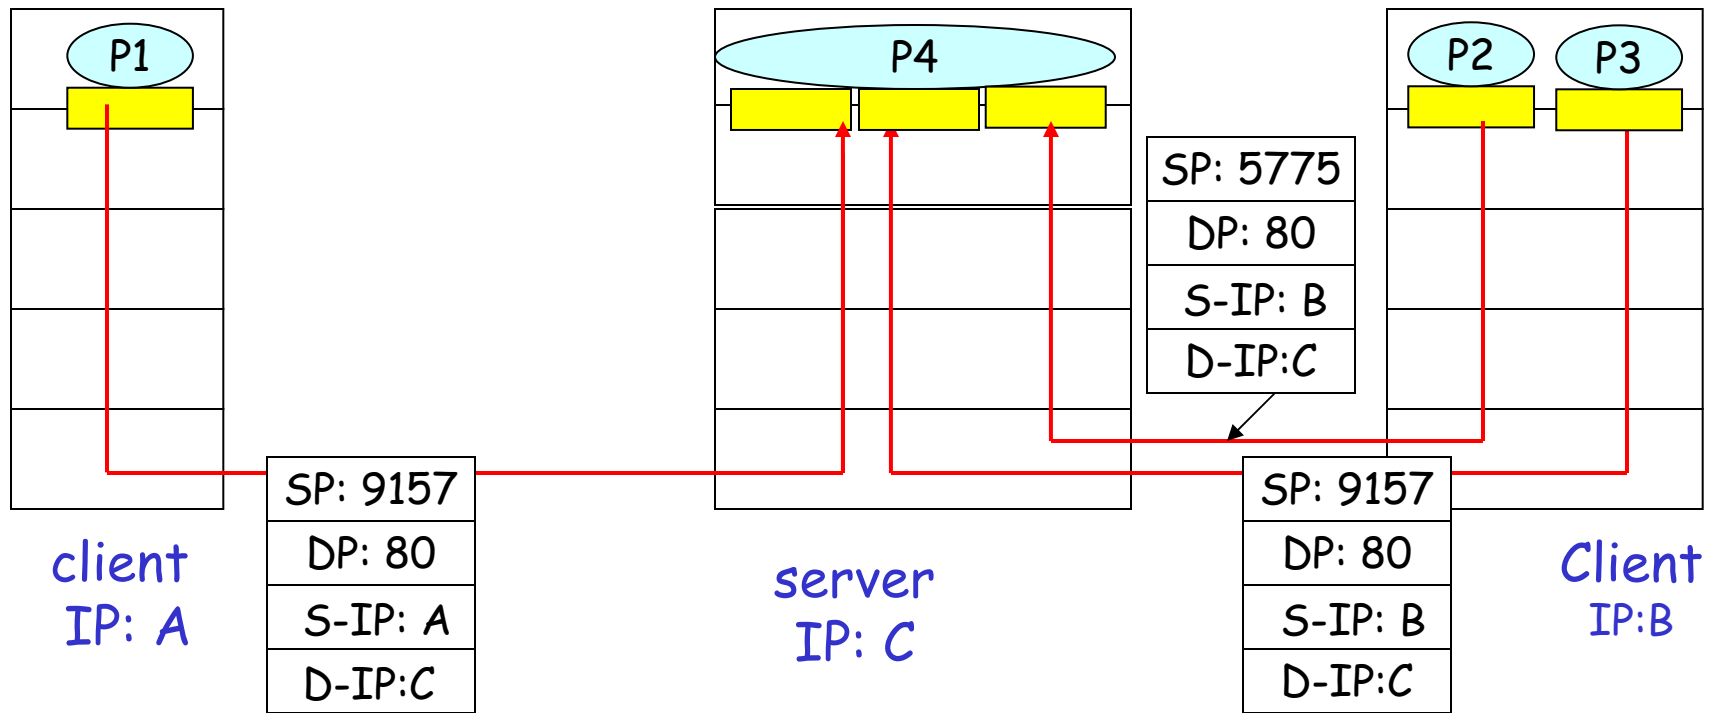 P1
P4
P2
P3
SP: 5775
DP: 80
S-IP: B
D-IP:C
SP: 9157
DP: 80
S-IP: A
D-IP:C
SP: 9157
DP: 80
S-IP: B
D-IP:C
client
IP: A
server
IP: C
Client
IP:B